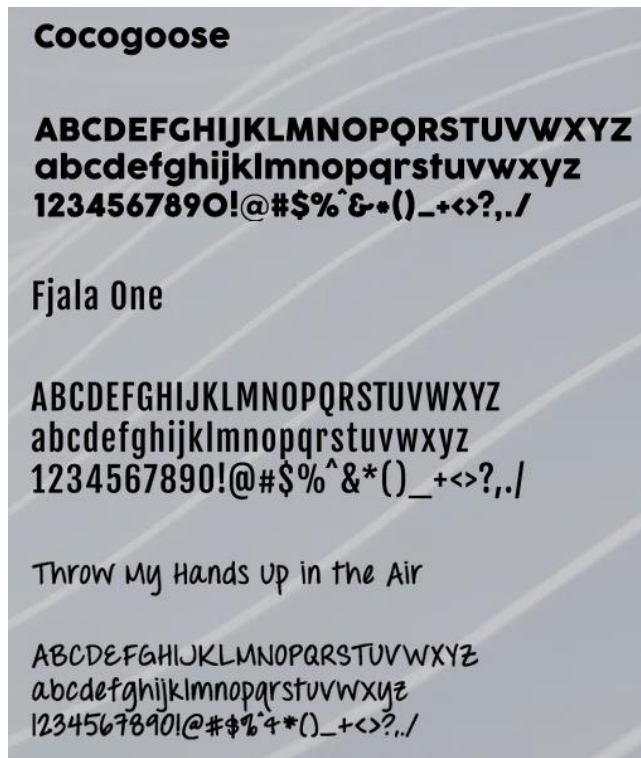 Cocogoose
ABCDEFGHIJKLMNOPQRSTUVWXYZ
abcdefghijklmnopqrstuvwxyz
1234567890!@#$%^&*()_+<>?,./
Fjala One
ABCDEFGHIJKLMNOPQRSTUVWXYZ
abcdefghijklmnopqrstuvwxyz
1234567890!@#$%^&*()_+<>?,./
Throw My Hands Up in the Air
ABCDEFGHIJKLMNOPQRSTUVWXYZ
abcdefghijklmnopqrstuvwxyz
1234567890!@#$%^&*()_+<>?,./